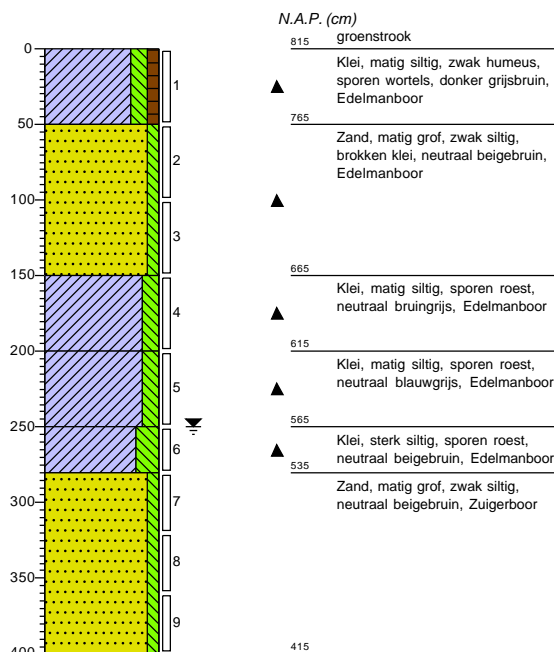 N.A.P. (cm)
0
815
groenstrook
1
Klei, matig siltig, zwak humeus,
sporen wortels, donker grijsbruin,
Edelmanboor
50
765
2
Zand, matig grof, zwak siltig,
brokken klei, neutraal beigebruin,
Edelmanboor
100
3
150
665
4
Klei, matig siltig, sporen roest,
neutraal bruingrijs, Edelmanboor
200
615
5
Klei, matig siltig, sporen roest,
neutraal blauwgrijs, Edelmanboor
250
565
6
Klei, sterk siltig, sporen roest,
neutraal beigebruin, Edelmanboor
535
7
Zand, matig grof, zwak siltig,
neutraal beigebruin, Zuigerboor
300
8
350
9
400
415